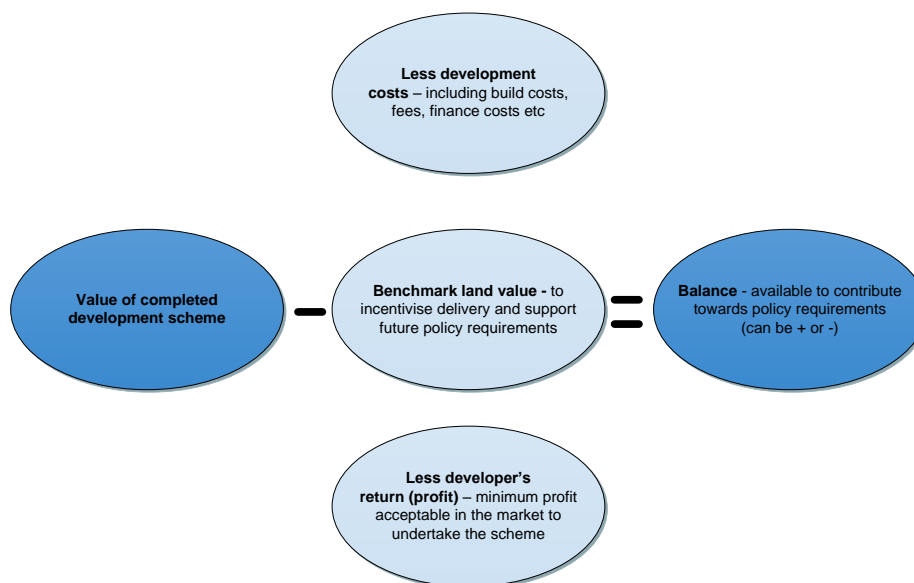 Less development
costs – including build costs,
fees, finance costs etc
Value of completed
development scheme
Benchmark land value - to
incentivise delivery and support
future policy requirements
Balance - available to contribute
towards policy requirements
(can be + or -)
Less developer's
return (profit) – minimum profit
acceptable in the market to
undertake the scheme